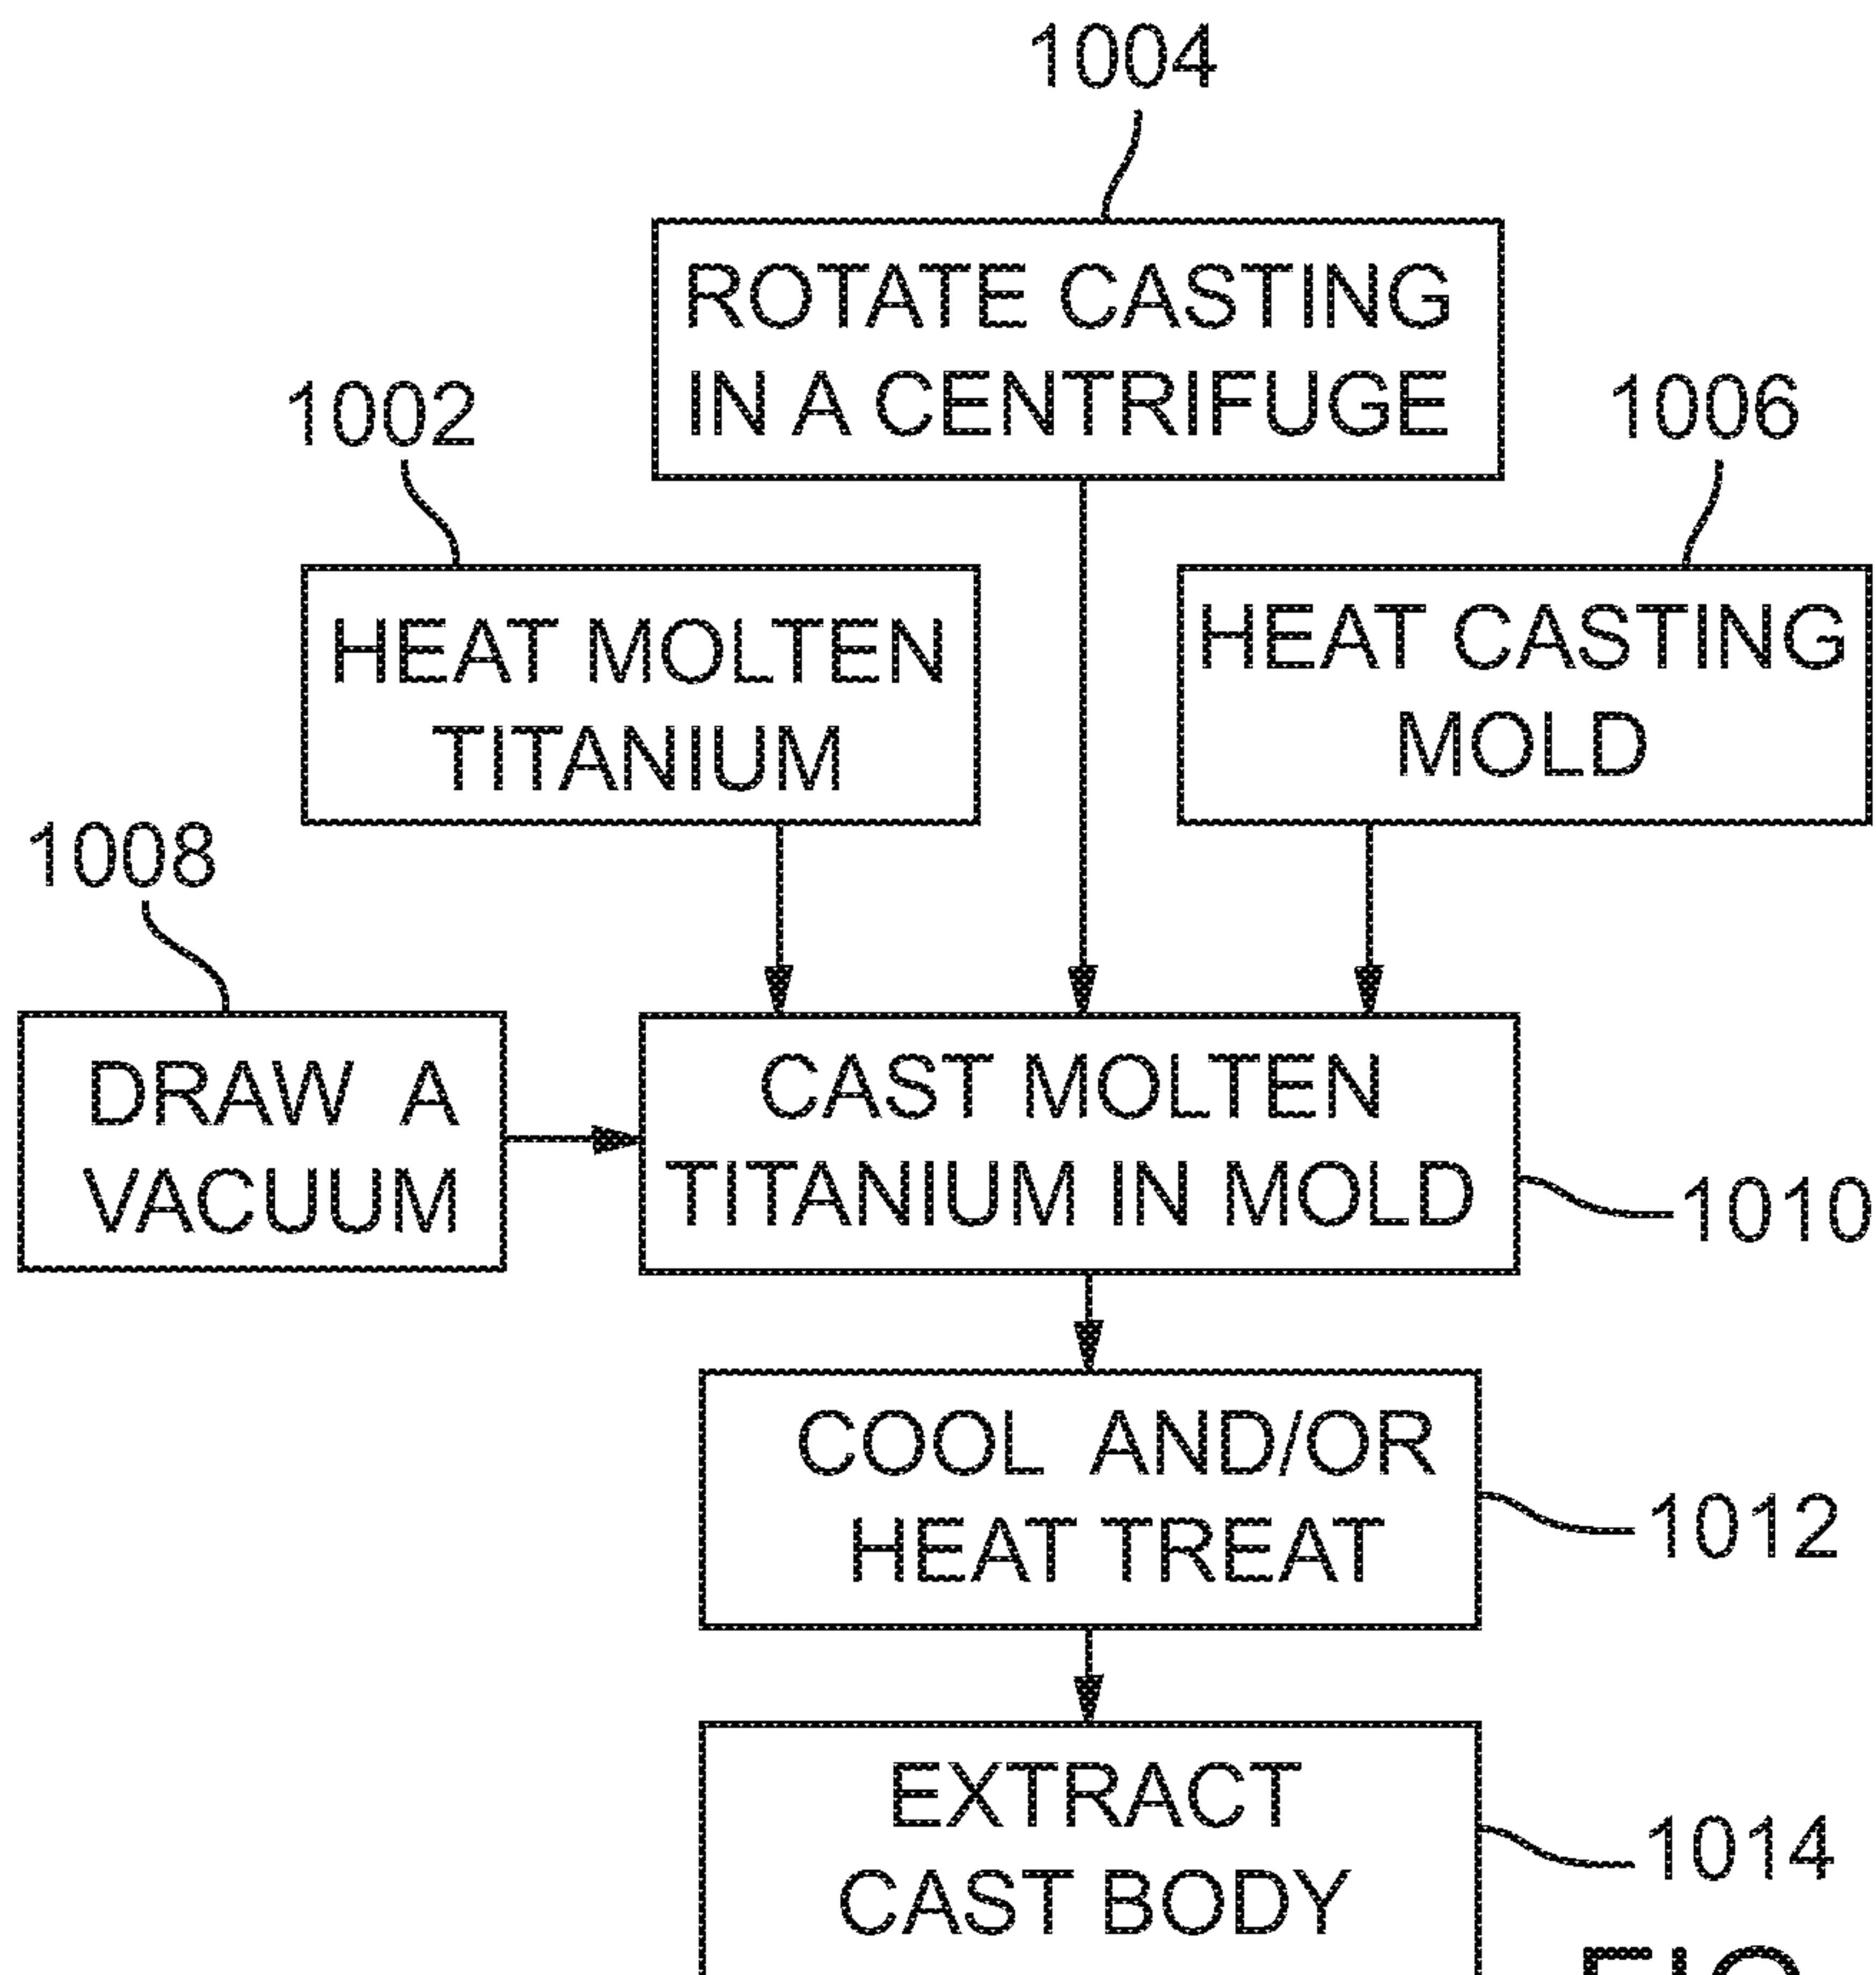 1004
ROTATE CASTING
IN A CENTRIFUGE
1002
1006
HEAT MOLTEN
TITANIUM
HEAT CASTING
MOLD
1008
DRAW A
VACUUM
CAST MOLTEN
TITANIUM IN MOLD
1010
COOL AND/OR
HEAT TREAT
1012
EXTRACT
CAST BODY
1014